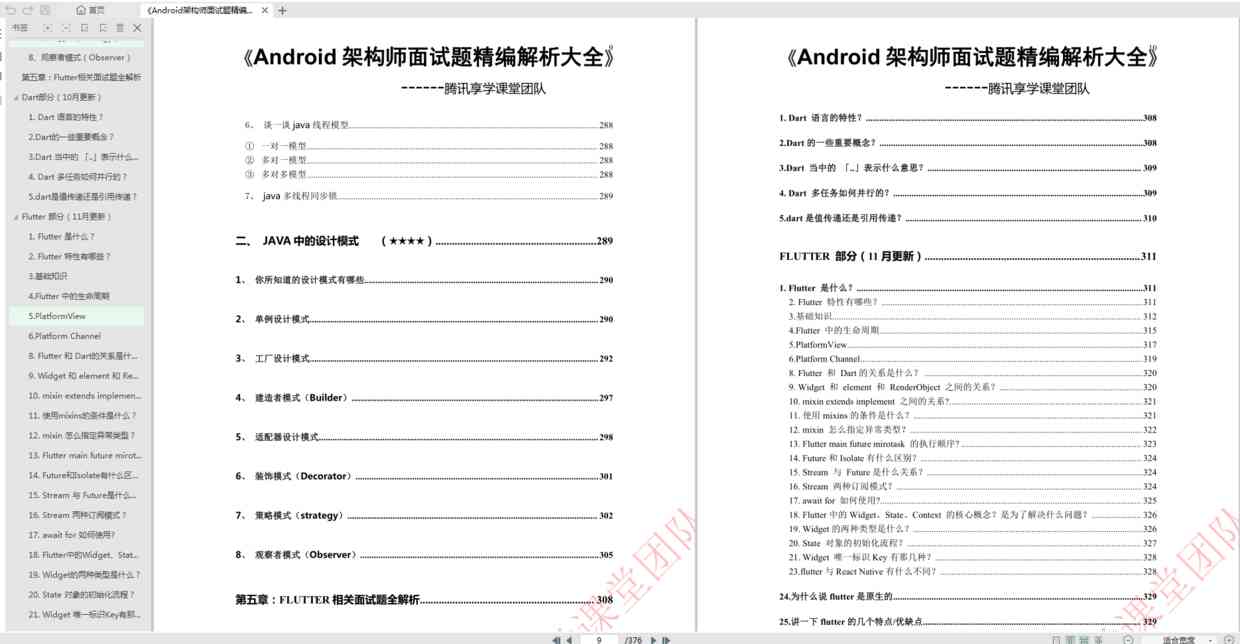 首页
《Android架构师面试题精编...
书签
8、观察者模式 ( Observer )
第五章：Flutter相关面试题全解析
Dart部分 ( 10月更新 )
1. Dart 语言的特性？
2.Dart的一些重要概念？
3.Dart 当中的 「..」表示什么...
4. Dart 多任务如何并行的？
5.dart是值传递还是引用传递？
Flutter 部分 ( 11月更新 )
1. Flutter 是什么？
2. Flutter 特性有哪些？
3.基础知识
4.Flutter 中的生命周期
5.PlatformView
6.Platform Channel
8. Flutter 和 Dart的关系是什...
9. Widget 和 element 和 Re...
10. mixin extends implemen...
11. 使用mixins的条件是什么？
12. mixin 怎么指定异常类型？
13. Flutter main future mirot...
14. Future和Isolate有什么区...
15. Stream 与 Future是什么...
16. Stream 两种订阅模式？
17. await for 如何使用?
18. Flutter中的Widget、Stat...
19. Widget的两种类型是什么？
20. State 对象的初始化流程？
21. Widget 唯一标识Key有那...
《Android 架构师面试题精编解析大全》
------腾讯享学课堂团队
6、 谈一谈 java 线程模型 288
① 一对一模型 288
② 多对一模型 288
③ 多对多模型 288
7、 java 多线程同步锁 289
二、 JAVA 中的设计模式 （★★★★） 289
1、 你所知道的设计模式有哪些 290
2、 单例设计模式 290
3、 工厂设计模式 292
4、 建造者模式（Builder） 297
5、 适配器设计模式 298
6、 装饰模式（Decorator） 301
7、 策略模式（strategy） 302
8、 观察者模式（Observer） 305
第五章：FLUTTER 相关面试题全解析 308
课堂团队
《Android 架构师面试题精编解析大全》
------腾讯享学课堂团队
1. Dart 语言的特性？ 308
2.Dart 的一些重要概念？ 308
3.Dart 当中的 「..」表示什么意思？ 309
4. Dart 多任务如何并行的？ 309
5.dart 是值传递还是引用传递？ 310
FLUTTER 部分（11 月更新） 311
1. Flutter 是什么？ 311
2. Flutter 特性有哪些？ 311
3.基础知识 312
4.Flutter 中的生命周期 315
5.PlatformView 317
6.Platform Channel 319
8. Flutter 和 Dart 的关系是什么？ 320
9. Widget 和 element 和 RenderObject 之间的关系？ 320
10. mixin extends implement 之间的关系? 321
11. 使用 mixins 的条件是什么？ 321
12. mixin 怎么指定异常类型？ 322
13. Flutter main future mirotask 的执行顺序？ 323
14. Future 和 Isolate 有什么区别？ 324
15. Stream 与 Future 是什么关系？ 324
16. Stream 两种订阅模式？ 324
17. await for 如何使用? 325
18. Flutter 中的 Widget、State、Context 的核心概念？是为了解决什么问题？ 326
19. Widget 的两种类型是什么？ 326
20. State 对象的初始化流程？ 327
21. Widget 唯一标识 Key 有那几种？ 328
23.flutter 与 React Native 有什么不同？ 328
24.为什么说 flutter 是原生的 329
25.讲一下 flutter 的几个特点/优缺点 329
课堂团队
9 /376
适合宽度